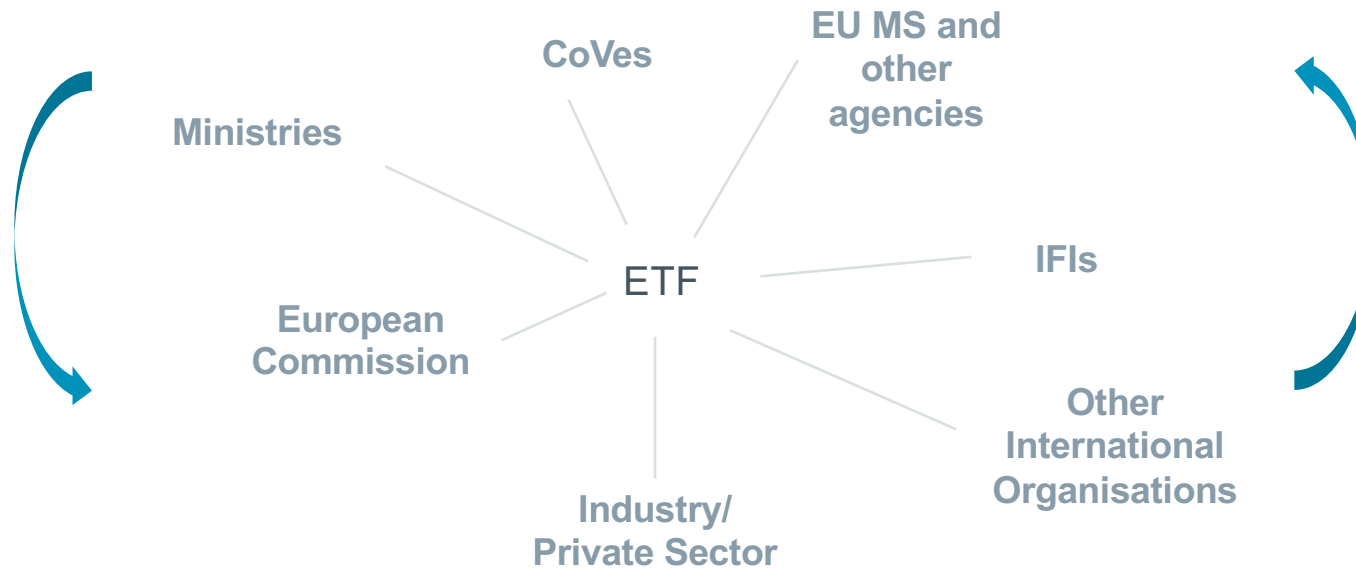 CoVes
EU MS and
other
agencies
Ministries
ETF
IFIs
European
Commission
Other
International
Organisations
Industry/
Private Sector